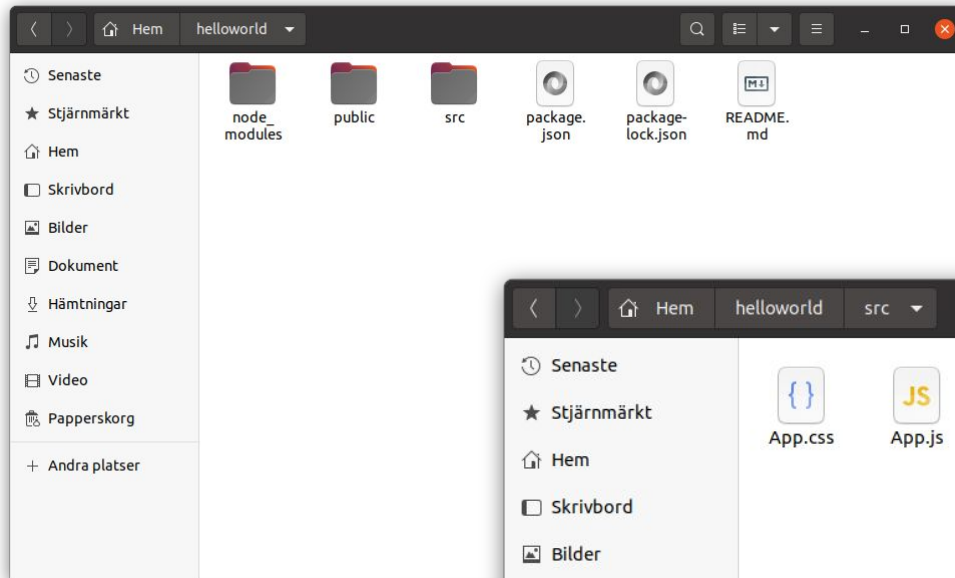 Hem
helloworld
Senaste
Stjärnmärkt
Hem
Skrivbord
Bilder
Dokument
Hämtningar
Musik
Video
Papperskorg
+ Andra platser
node_
modules
public
src
package.
json
package-
lock.json
M↓
README.
md
Hem
helloworld
src
Senaste
Stjärnmärkt
Hem
Skrivbord
Bilder
{ }
App.css
JS
App.js